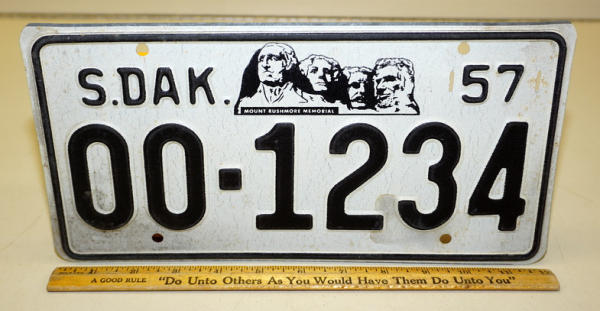 S.DAK. 57
MOUNT RUSHMORE MEMORIAL
00-1234
A GOOD RULE "Do Unto Others As You Would Have Them Do Unto You"